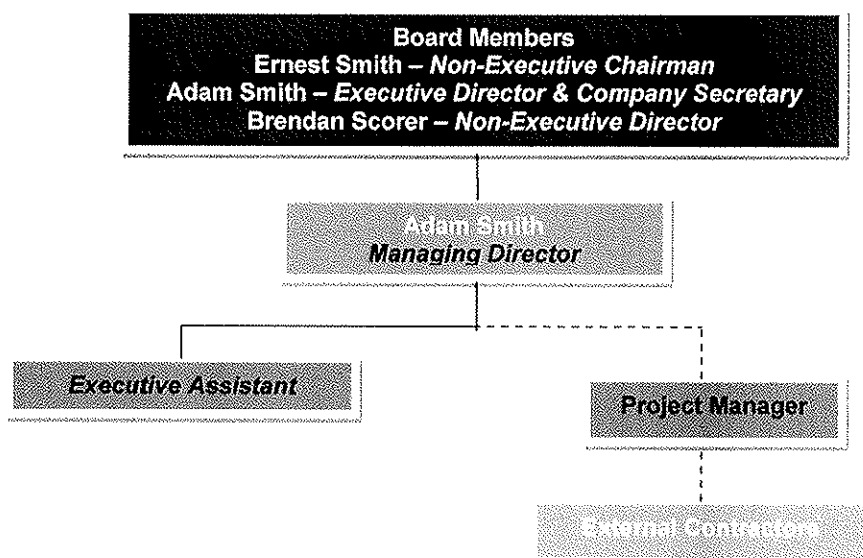 Board Members
Ernest Smith – Non-Executive Chairman
Adam Smith – Executive Director & Company Secretary
Brendan Scorer – Non-Executive Director
Adam Smith
Managing Director
Executive Assistant
Project Manager
External Contractors